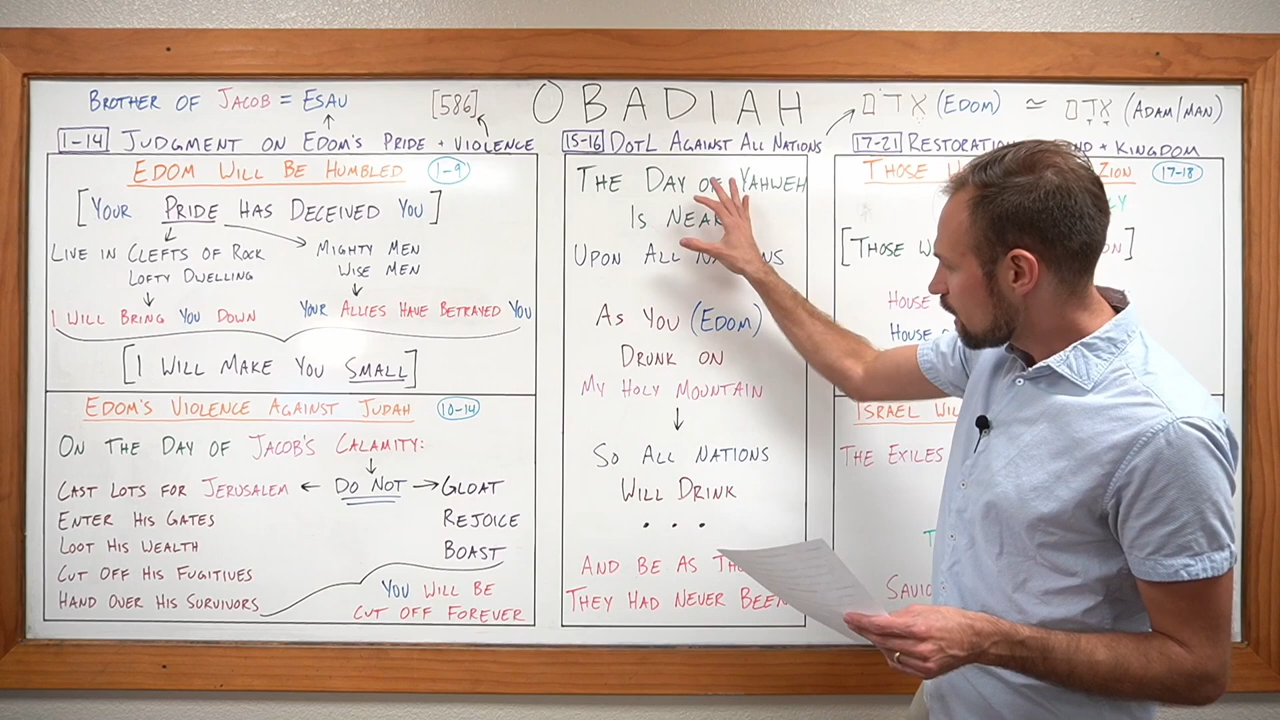 BROTHER OF JACOB = ESAU
[586]
OBADIAH
אֱדֹם (EDOM) ≃ אָדָם (ADAM/MAN)
1-14 JUDGMENT ON EDOM'S PRIDE + VIOLENCE
EDOM WILL BE HUMBLED 1-9
[YOUR PRIDE HAS DECEIVED YOU]
LIVE IN CLEFTS OF ROCK
LOFTY DWELLING
MIGHTY MEN
WISE MEN
I WILL BRING YOU DOWN
YOUR ALLIES HAVE BETRAYED YOU
[I WILL MAKE YOU SMALL]
EDOM'S VIOLENCE AGAINST JUDAH 10-14
ON THE DAY OF JACOB'S CALAMITY:
CAST LOTS FOR JERUSALEM ← DO NOT → GLOAT
ENTER HIS GATES
REJOICE
LOOT HIS WEALTH
BOAST
CUT OFF HIS FUGITIVES
HAND OVER HIS SURVIVORS
YOU WILL BE
CUT OFF FOREVER
15-16 DOTL AGAINST ALL NATIONS
THE DAY OF YAHWEH
IS NEAR
UPON ALL NATIONS
AS YOU (EDOM)
DRUNK ON
MY HOLY MOUNTAIN
↓
SO ALL NATIONS
WILL DRINK
...
AND BE AS
THEY HAD NEVER BEEN
17-21 RESTORATION KINGDOM
THOSE ZION 17-18
[THOSE
HOUSE
HOUSE
ISRAEL
THE EXILES